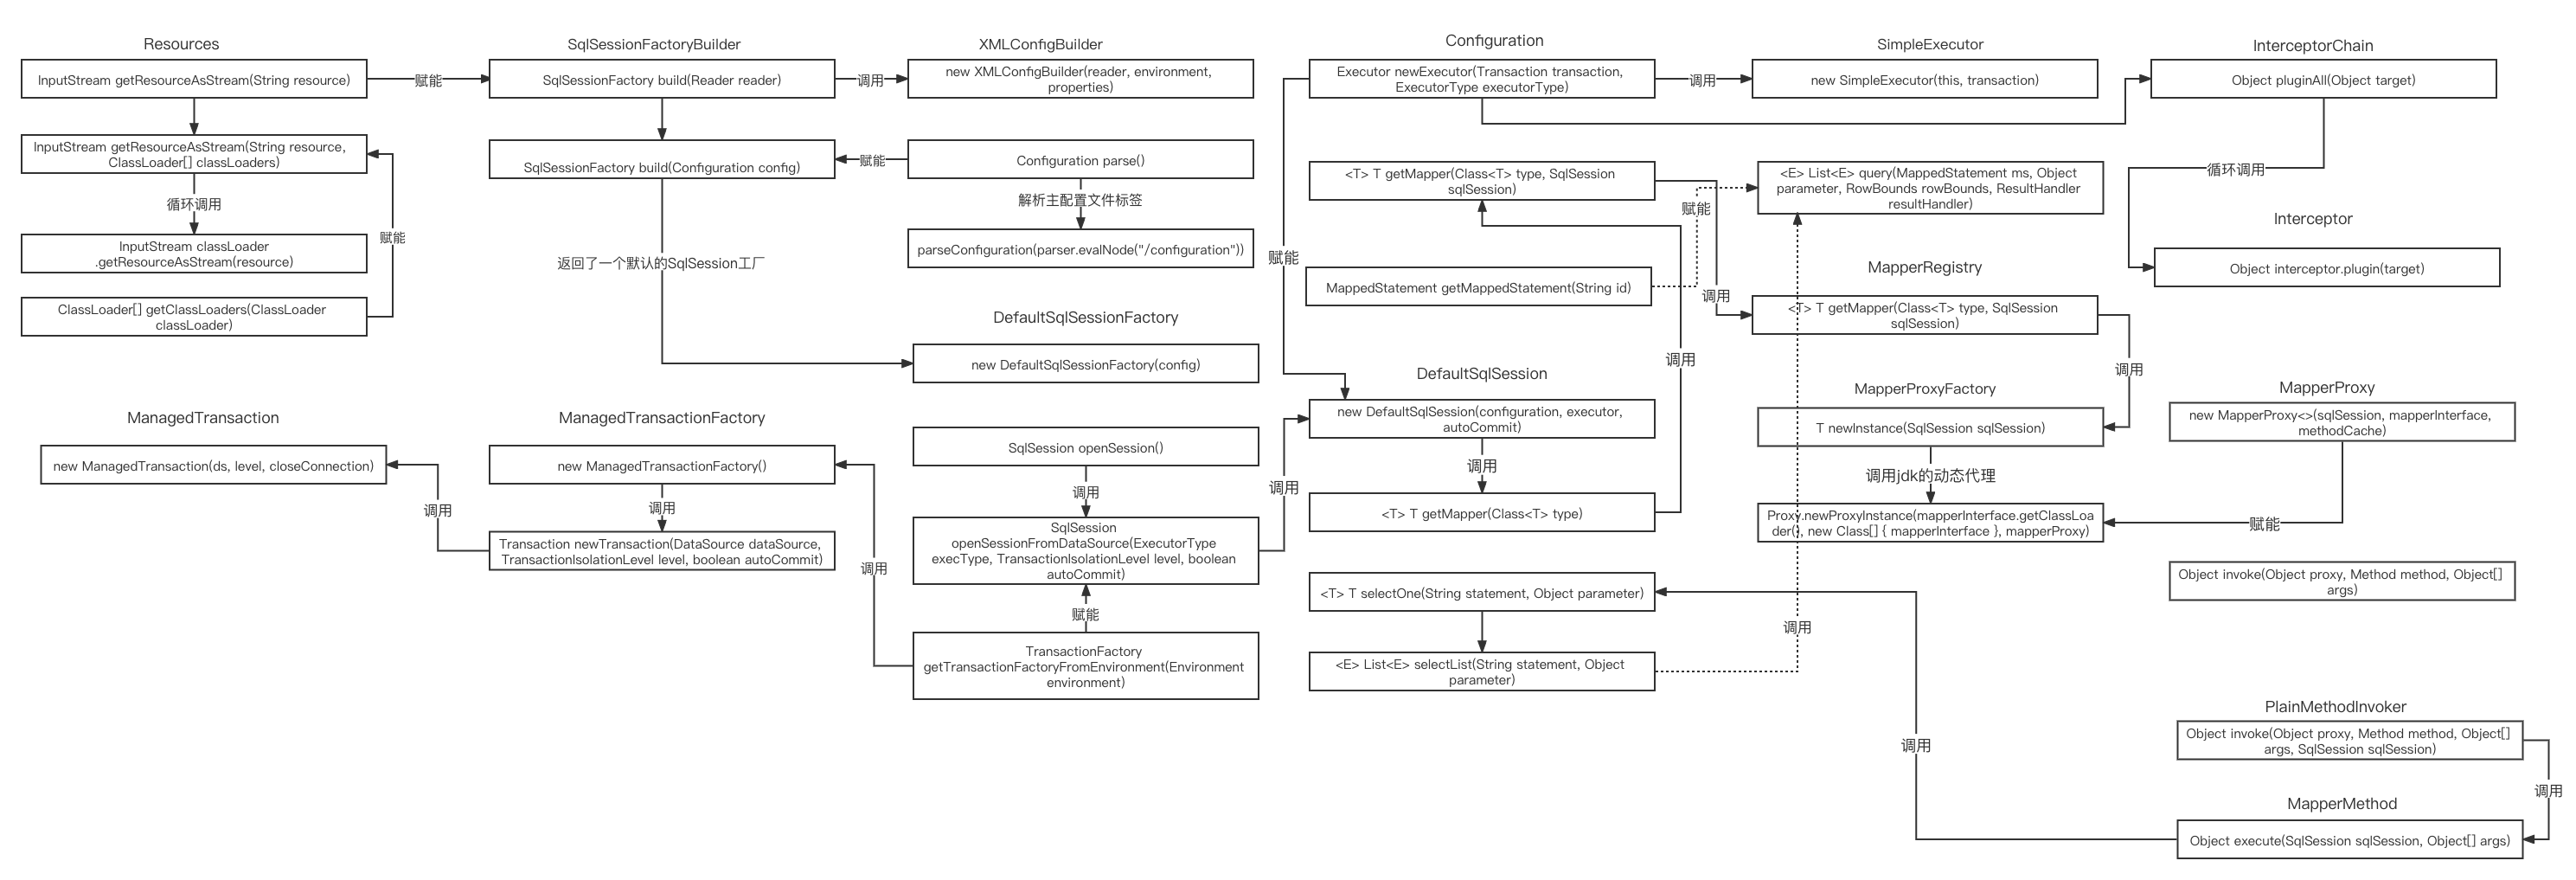 Resources
InputStream getResourceAsStream(String resource)
赋能
InputStream getResourceAsStream(String resource,
ClassLoader[] classLoaders)
循环调用
InputStream classLoader
.getResourceAsStream(resource)
赋能
ClassLoader[] getClassLoaders(ClassLoader
classLoader)
SqlSessionFactoryBuilder
SqlSessionFactory build(Reader reader)
调用
SqlSessionFactory build(Configuration config)
赋能
返回了一个默认的SqlSession工厂
XMLConfigBuilder
new XMLConfigBuilder(reader, environment,
properties)
Configuration parse()
解析主配置文件标签
parseConfiguration(parser.evalNode("/configuration"))
DefaultSqlSessionFactory
new DefaultSqlSessionFactory(config)
SqlSession openSession()
调用
SqlSession
openSessionFromDataSource(ExecutorType
execType, TransactionIsolationLevel level, boolean
autoCommit)
赋能
TransactionFactory
getTransactionFactoryFromEnvironment(Environment
environment)
调用
ManagedTransactionFactory
new ManagedTransactionFactory()
调用
Transaction newTransaction(DataSource dataSource,
TransactionIsolationLevel level, boolean autoCommit)
调用
ManagedTransaction
new ManagedTransaction(ds, level, closeConnection)
Configuration
Executor newExecutor(Transaction transaction,
ExecutorType executorType)
调用
<T> T getMapper(Class<T> type, SqlSession
sqlSession)
赋能
赋能
MappedStatement getMappedStatement(String id)
调用
调用
DefaultSqlSession
new DefaultSqlSession(configuration, executor,
autoCommit)
调用
调用
<T> T getMapper(Class<T> type)
<T> T selectOne(String statement, Object parameter)
<E> List<E> selectList(String statement, Object
parameter)
调用
SimpleExecutor
new SimpleExecutor(this, transaction)
<E> List<E> query(MappedStatement ms, Object
parameter, RowBounds rowBounds, ResultHandler
resultHandler)
MapperRegistry
<T> T getMapper(Class<T> type, SqlSession
sqlSession)
调用
MapperProxyFactory
T newInstance(SqlSession sqlSession)
调用jdk的动态代理
Proxy.newProxyInstance(mapperInterface.getClassLoa
der(), new Class[] { mapperInterface }, mapperProxy)
调用
InterceptorChain
Object pluginAll(Object target)
循环调用
Interceptor
Object interceptor.plugin(target)
MapperProxy
new MapperProxy<>(sqlSession, mapperInterface,
methodCache)
赋能
Object invoke(Object proxy, Method method, Object[]
args)
PlainMethodInvoker
Object invoke(Object proxy, Method method, Object[]
args, SqlSession sqlSession)
调用
MapperMethod
Object execute(SqlSession sqlSession, Object[] args)